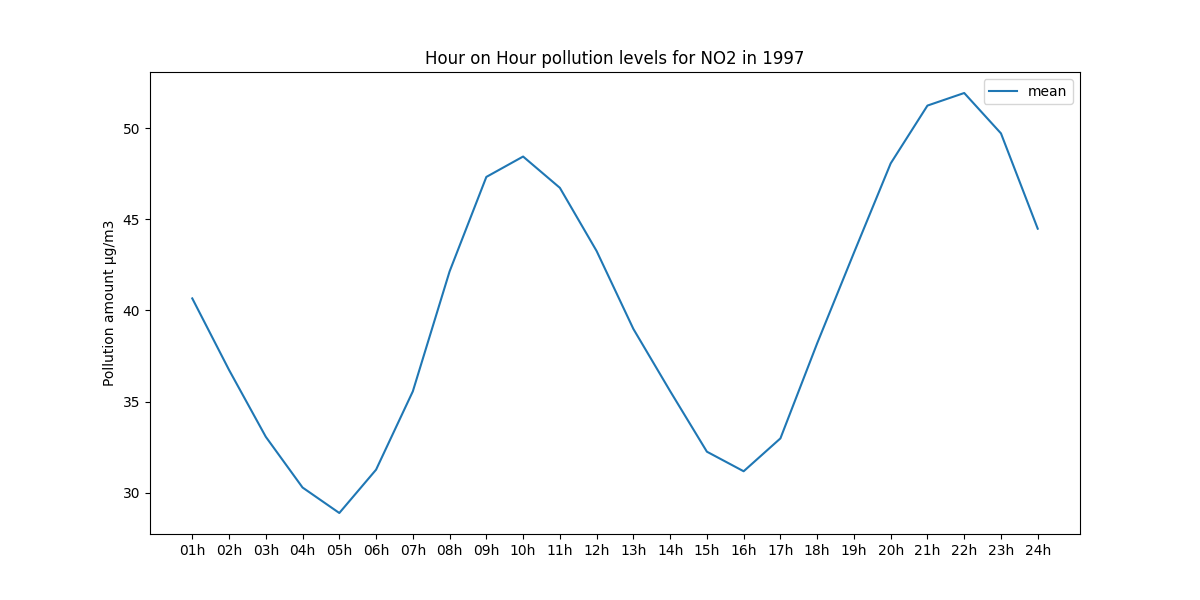 Hour on Hour pollution levels for NO2 in 1997
mean
Pollution amount µg/m3
50
45
40
35
30
01h 02h 03h 04h 05h 06h 07h 08h 09h 10h 11h 12h 13h 14h 15h 16h 17h 18h 19h 20h 21h 22h 23h 24h